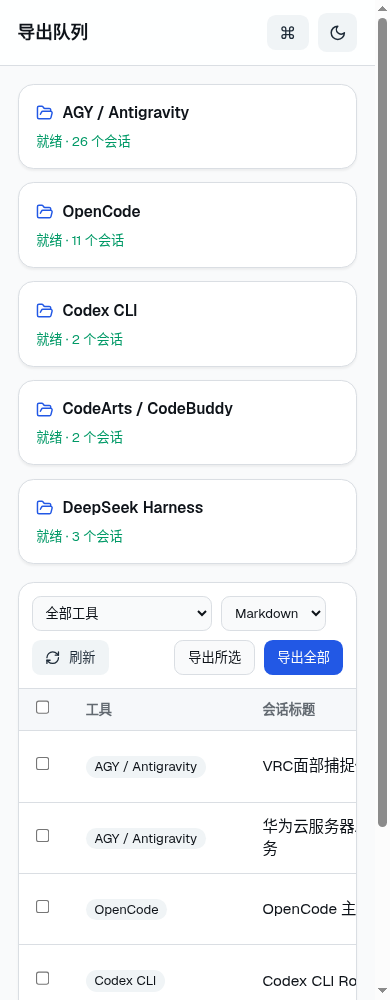 导出队列
⌘
AGY / Antigravity
就绪 · 26 个会话
OpenCode
就绪 · 11 个会话
Codex CLI
就绪 · 2 个会话
CodeArts / CodeBuddy
就绪 · 2 个会话
DeepSeek Harness
就绪 · 3 个会话
全部工具 Markdown
刷新 导出所选 导出全部
工具 会话标题
AGY / Antigravity VRC面部捕捉
AGY / Antigravity 华为云服务器
务
OpenCode OpenCode 主
Codex CLI Codex CLI Ro